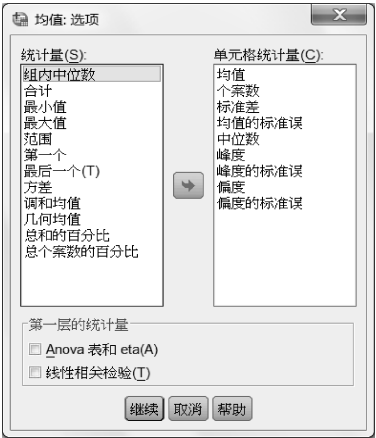 均值: 选项
统计量(S):
组内中位数
合计
最小值
最大值
范围
第一个
最后一个(T)
方差
调和均值
几何均值
总和的百分比
总个案数的百分比
单元格统计量(C):
均值
个案数
标准差
均值的标准误
中位数
峰度
峰度的标准误
偏度
偏度的标准误
第一层的统计量
Anova 表和 eta(A)
线性相关检验(T)
继续 取消 帮助